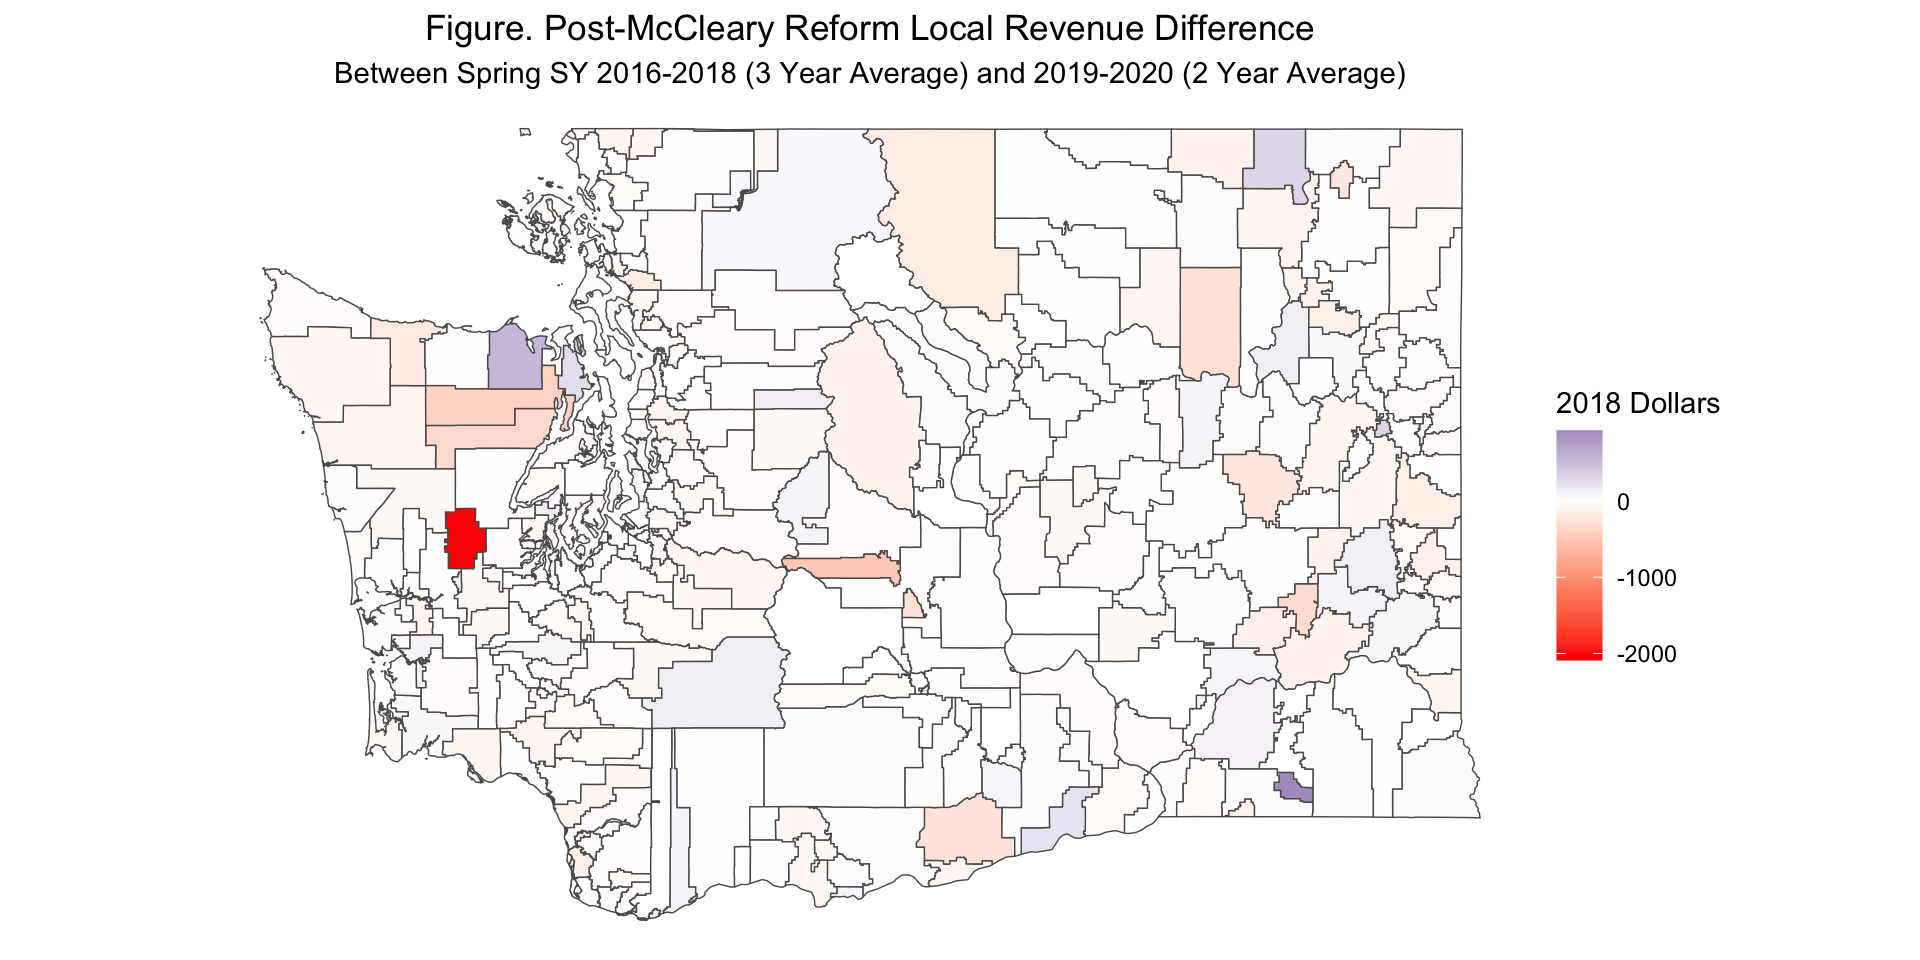 Figure. Post-McCleary Reform Local Revenue Difference
Between Spring SY 2016-2018 (3 Year Average) and 2019-2020 (2 Year Average)
2018 Dollars
0
-1000
-2000